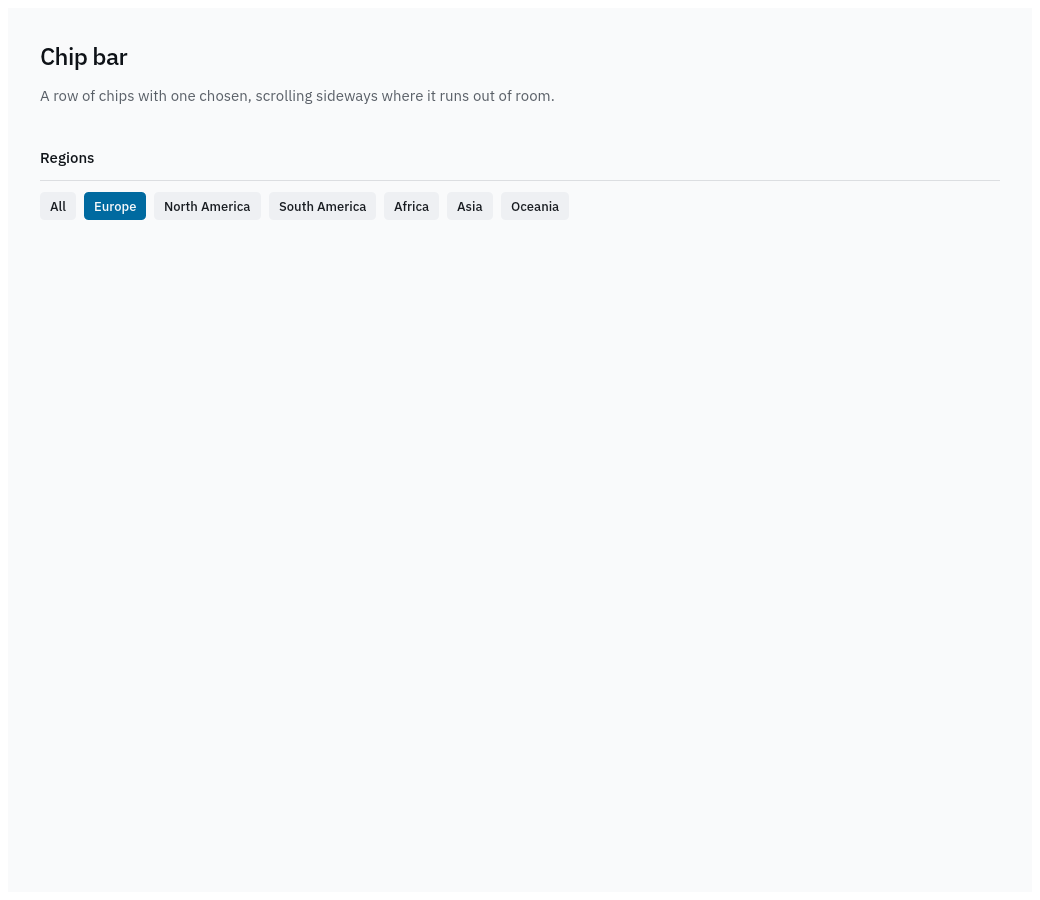 Chip bar
A row of chips with one chosen, scrolling sideways where it runs out of room.
Regions
All Europe North America South America Africa Asia Oceania